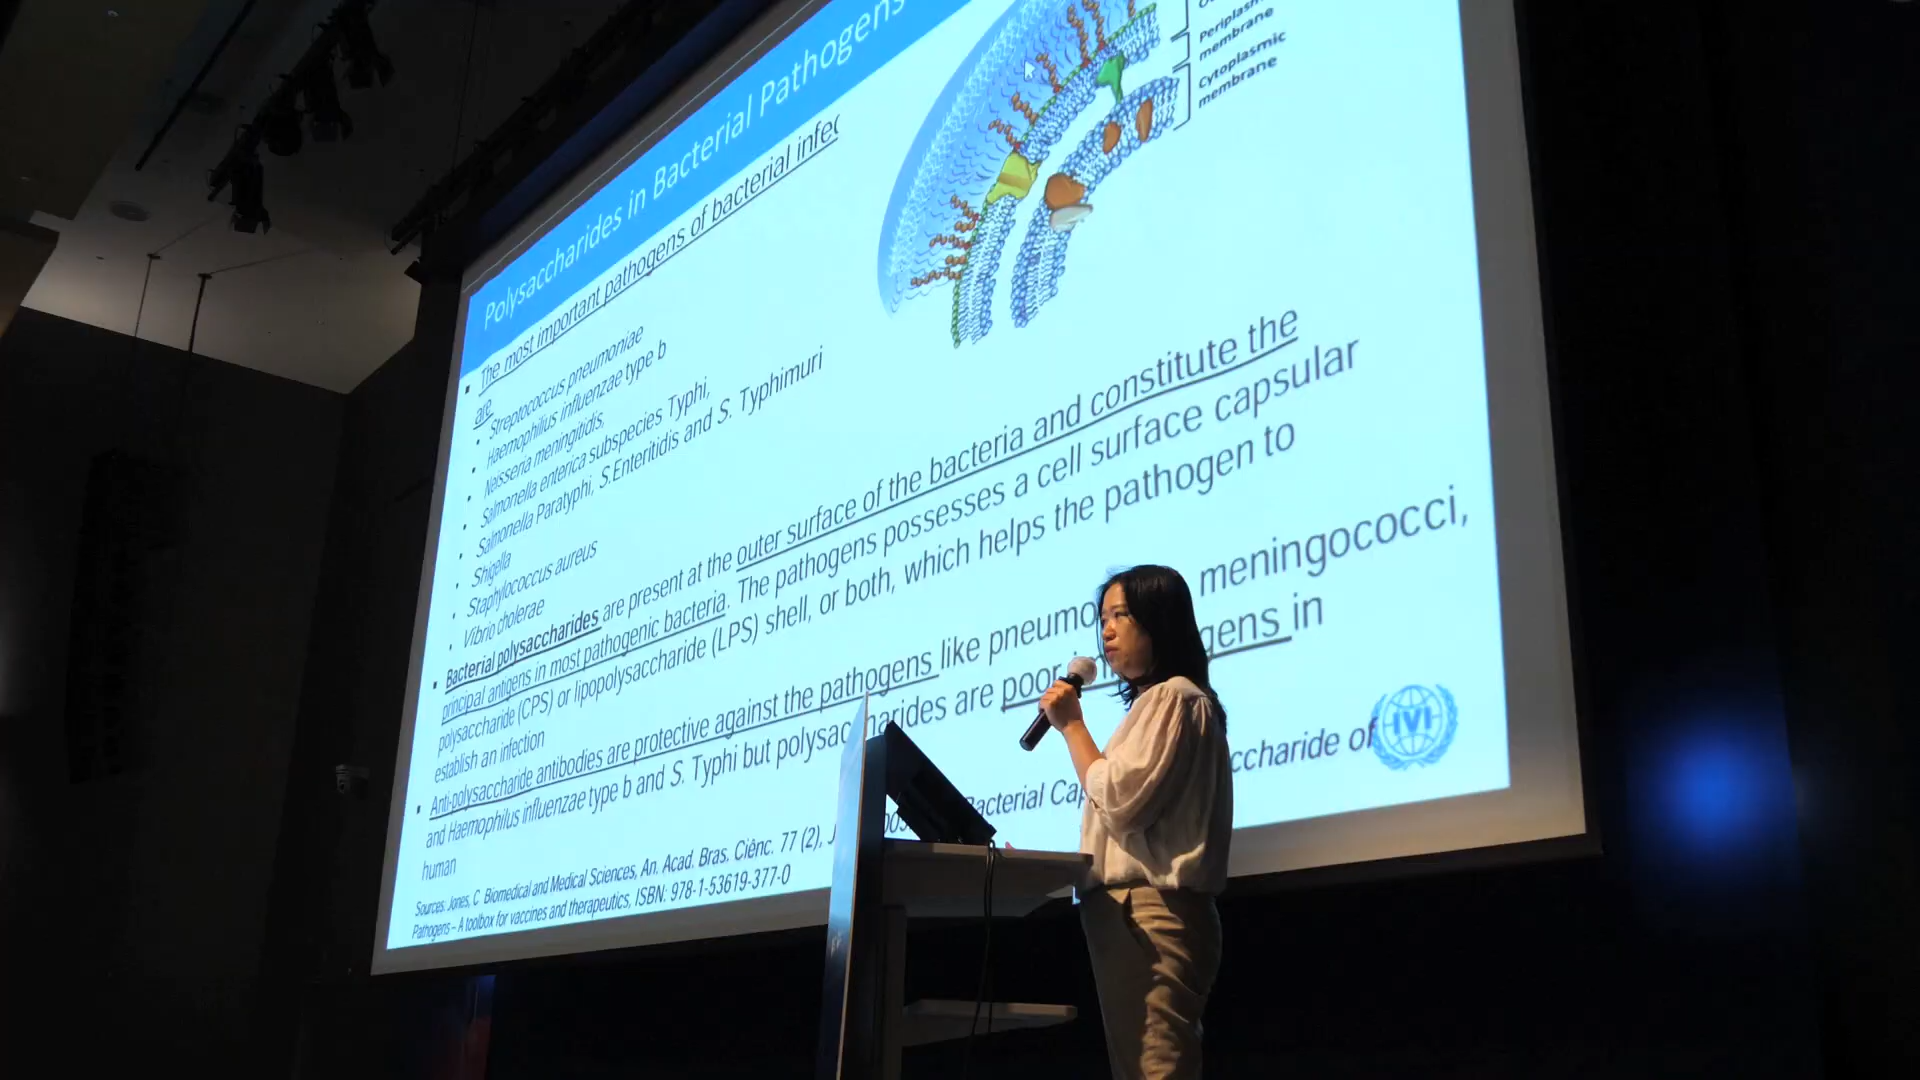 Polysaccharides in Bacterial Pathogens
▪ The most important pathogens of bacterial infec
are
• Streptococcus pneumoniae
• Haemophilius influenzae type b
• Neisseria meningitidis,
• Salmonella enterica subspecies Typhi,
• Salmonella Paratyphi, S.Enteritidis and S. Typhimuri
• Shigella
• Staphylococcus aureus
• Vibrio cholerae
▪ Bacterial polysaccharides are present at the outer surface of the bacteria and constitute the
principal antigens in most pathogenic bacteria. The pathogens possesses a cell surface capsular
polysaccharide (CPS) or lipopolysaccharide (LPS) shell, or both, which helps the pathogen to
establish an infection
▪ Anti-polysaccharide antibodies are protective against the pathogens like pneumo meningococci,
and Haemophilus influenzae type b and S. Typhi but polysaccharides are poor im gens in
human
Sources: Jones, C Biomedical and Medical Sciences, An. Acad. Bras. Ciênc. 77 (2), Bacterial Cap ccharide of
Pathogens – A toolbox for vaccines and therapeutics, ISBN: 978-1-53619-377-0
Periplasm
membrane
Cytoplasmic
membrane
IVI